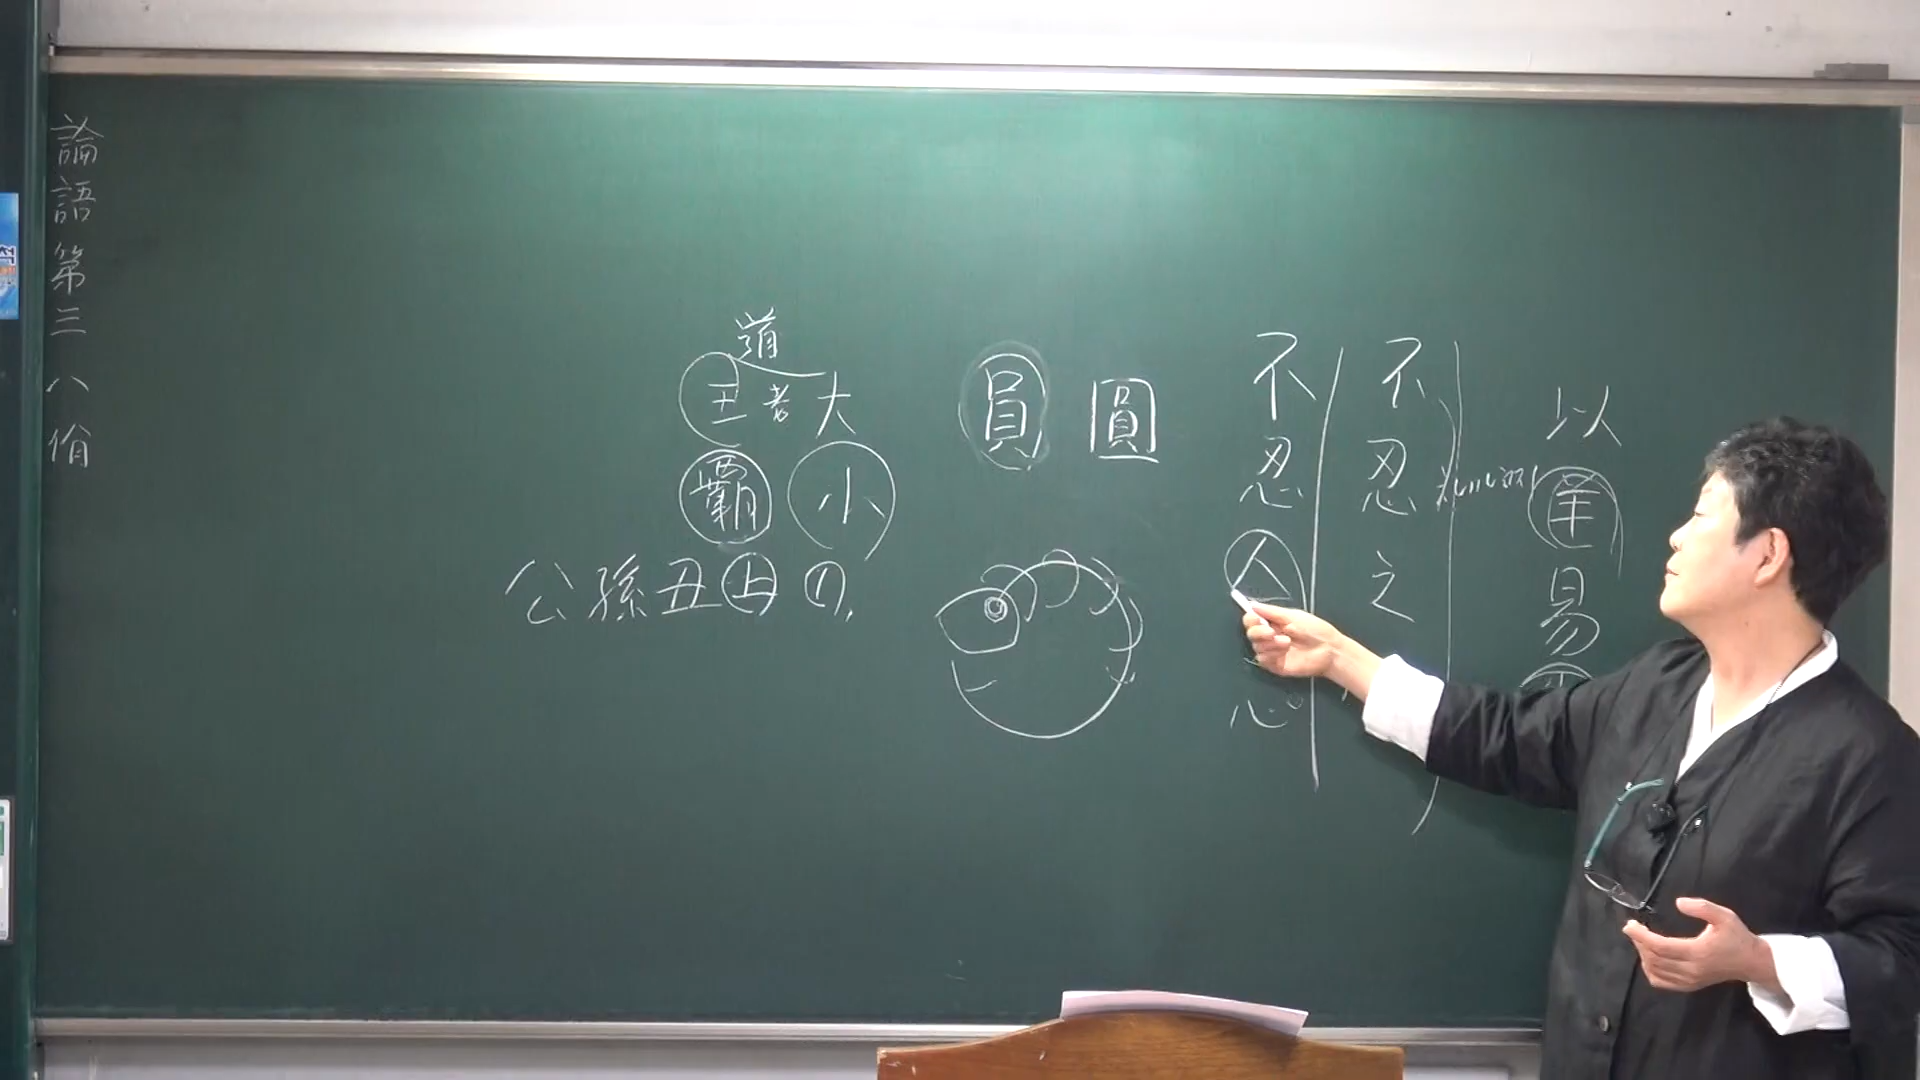 論語第三八佾
道
王者大
霸小
公孫丑上の
員圓
不忍人心
不忍之
以羊易